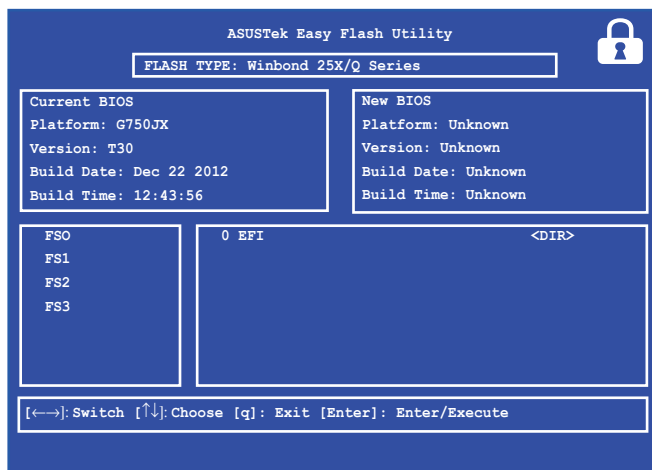 ASUSTek Easy Flash Utility
FLASH TYPE: Winbond 25X/Q Series
Current BIOS
Platform: G750JX
Version: T30
Build Date: Dec 22 2012
Build Time: 12:43:56
New BIOS
Platform: Unknown
Version: Unknown
Build Date: Unknown
Build Time: Unknown
FSO
FS1
FS2
FS3
0 EFI <DIR>
[←→]: Switch [↑↓]: Choose [q]: Exit [Enter]: Enter/Execute